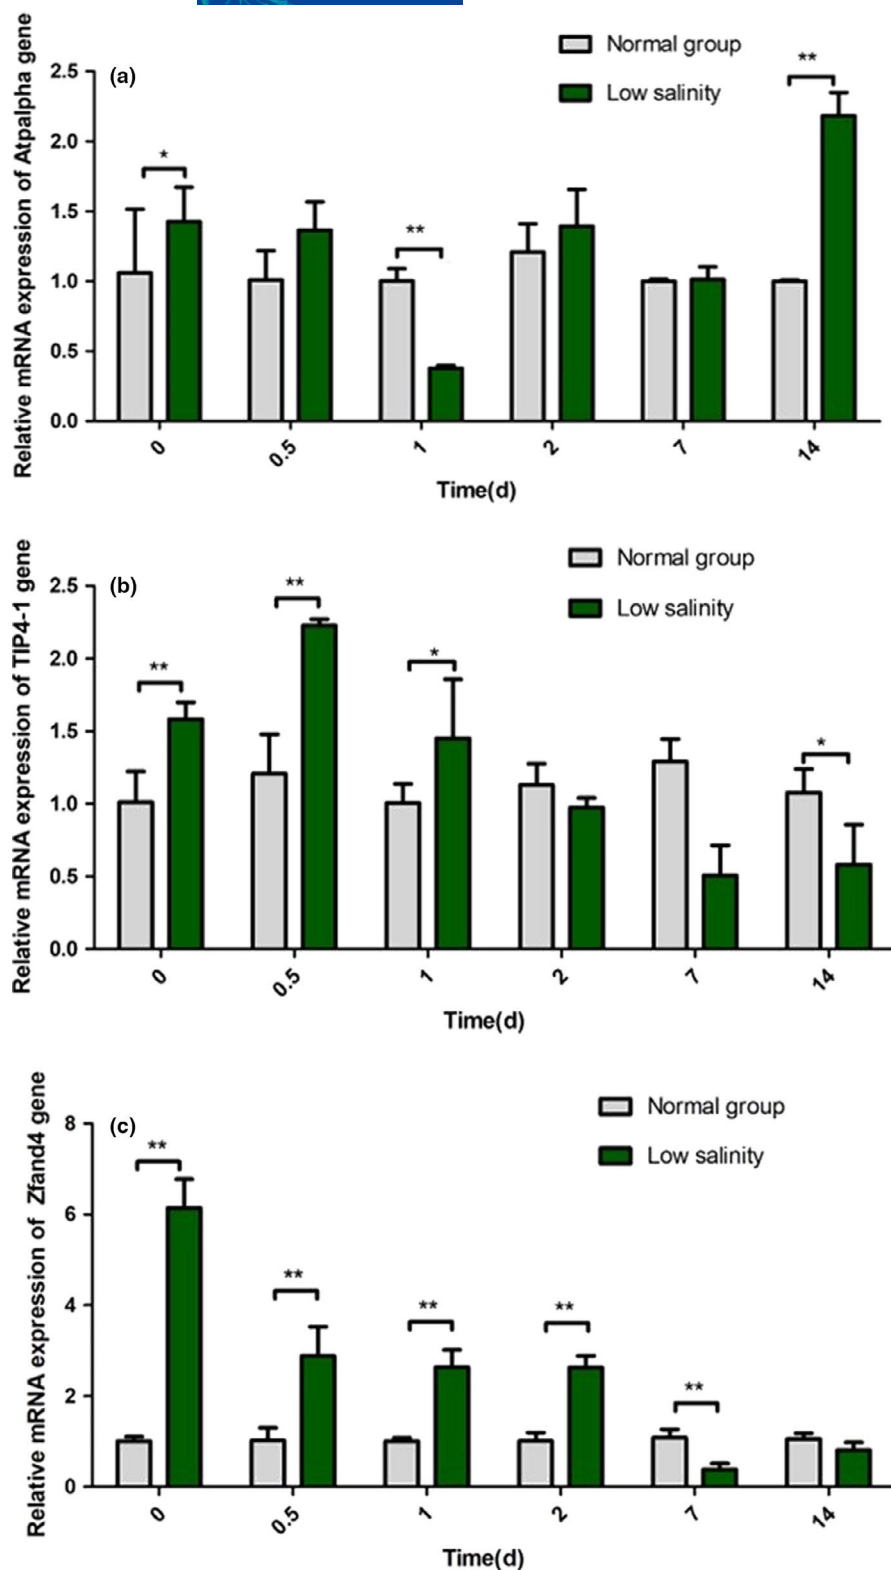 (a)
Normal group
Low salinity
Relative mRNA expression of Atpalpha gene
2.5
2.0
1.5
1.0
0.5
0.0
*
**
**
0 0.5 1 2 7 14
Time(d)
(b)
Normal group
Low salinity
Relative mRNA expression of TIP4-1 gene
2.5
2.0
1.5
1.0
0.5
0.0
**
**
*
*
0 0.5 1 2 7 14
Time(d)
(c)
Normal group
Low salinity
Relative mRNA expression of Zfand4 gene
8
6
4
2
0
**
**
**
**
**
0 0.5 1 2 7 14
Time(d)